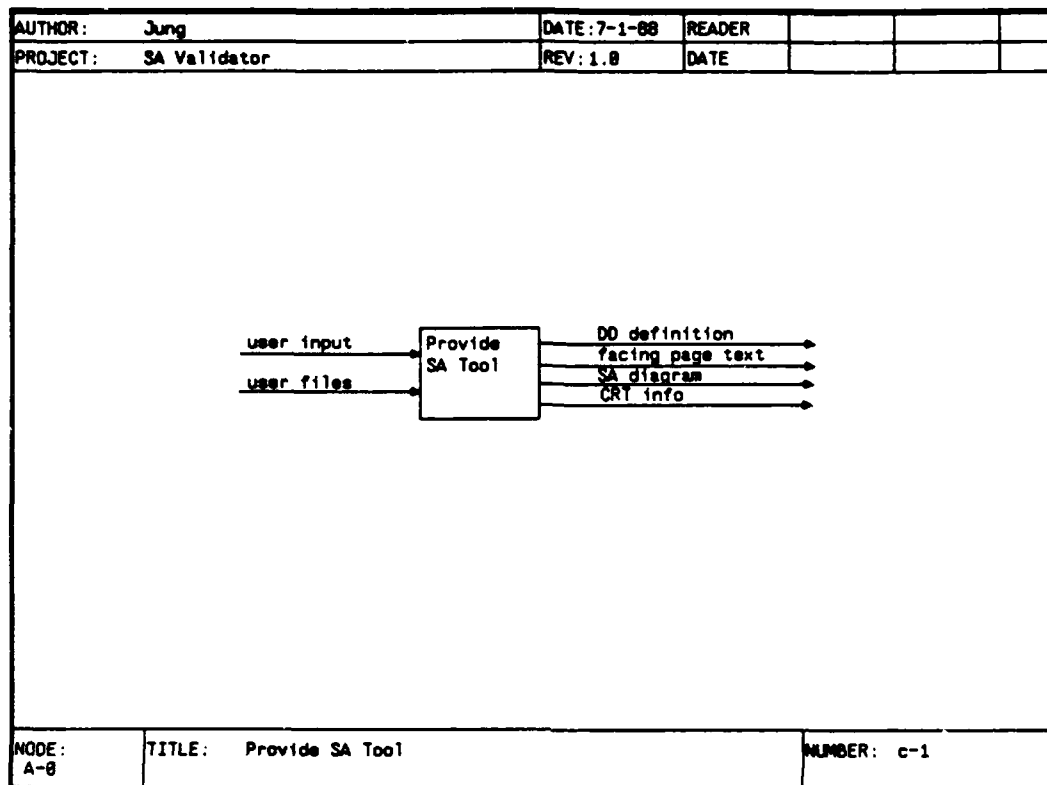 AUTHOR: Jung DATE:7-1-88 READER
PROJECT: SA Validator REV:1.0 DATE
user input
user files
Provide
SA Tool
DD definition
facing page text
SA diagram
CRT info
NODE: TITLE: Provide SA Tool NUMBER: c-1
A-0